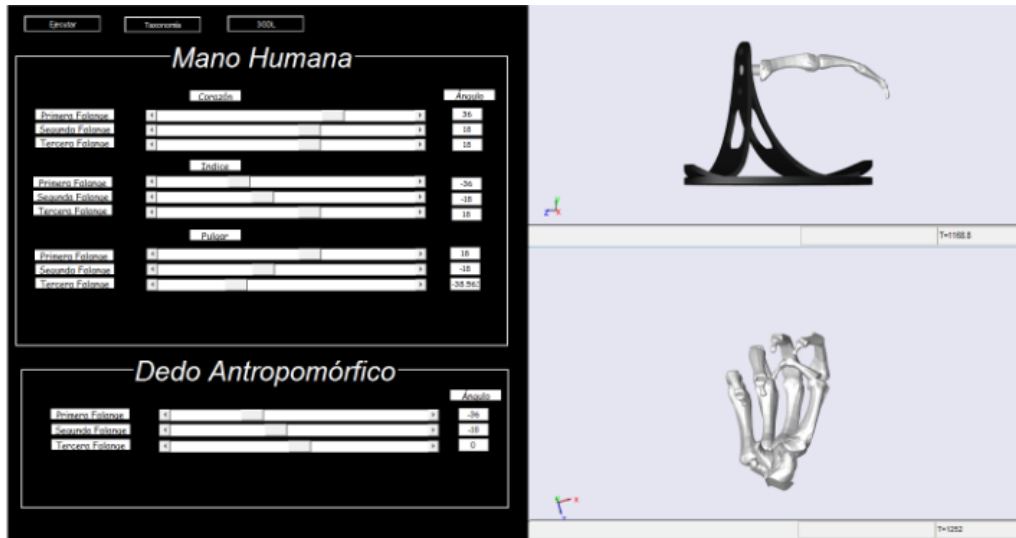 Ejecutar Taxonomía 3GDL
Mano Humana
Corazón Ángulo
Primera Falange 36
Segunda Falange 18
Tercera Falange 18
Indice
Primera Falange -36
Segunda Falange -18
Tercera Falange 18
Pulgar
Primera Falange 18
Segunda Falange -18
Tercera Falange -38.962
Dedo Antropomórfico
Ángulo
Primera Falange -36
Segunda Falange -18
Tercera Falange 0
T=1168.8
T=1252